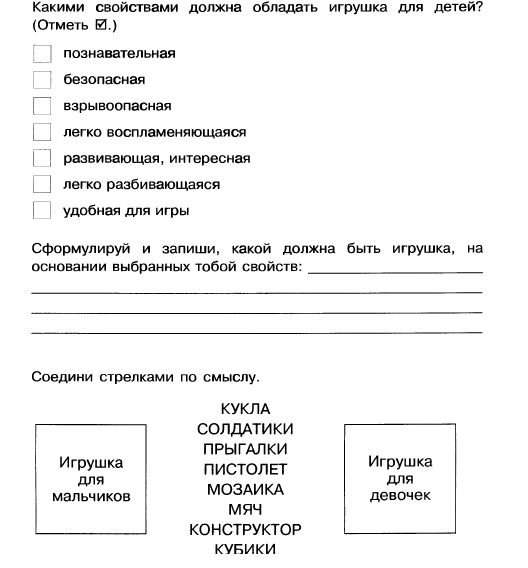 Какими свойствами должна обладать игрушка для детей?
(Отметь ☑.)
познавательная
безопасная
взрывоопасная
легко воспламеняющаяся
развивающая, интересная
легко разбивающаяся
удобная для игры
Сформулируй и запиши, какой должна быть игрушка, на
основании выбранных тобой свойств:
Соедини стрелками по смыслу.
Игрушка
для
мальчиков
КУКЛА
СОЛДАТИКИ
ПРЫГАЛКИ
ПИСТОЛЕТ
МОЗАИКА
МЯЧ
КОНСТРУКТОР
КУБИКИ
Игрушка
для
девочек